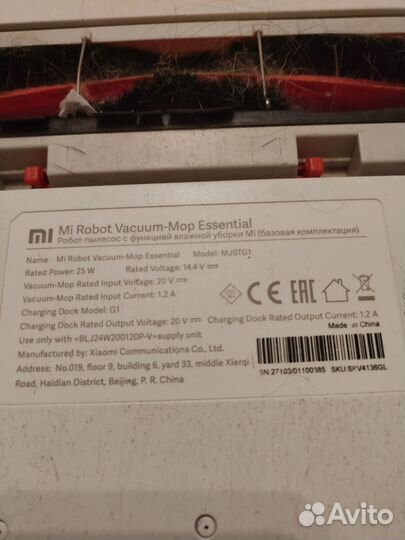 mi Mi Robot Vacuum-Mop Essential
Робот-пылесос с функцией влажной уборки Mi (базовая комплектация)
Name: Mi Robot Vacuum-Mop Essential Model: MJSTG1
Rated Power: 25 W Rated Voltage: 14.4 V
Vacuum-Mop Rated Input Voltage: 20 V
Vacuum-Mop Rated Input Current: 1.2 A
Charging Dock Model: G1
Charging Dock Rated Output Voltage: 20 V Charging Dock Rated Output Current: 1.2 A
Use only with <BLJ24W200120P-V>supply unit
Made in China
Manufactured by: Xiaomi Communications Co., Ltd.
Address: No.019, floor 9, building 6, yard 33, middle Xierqi
Road, Haidian District, Beijing, P. R. China
CE EAC
SN:27103/01100385 SKU:SKV4136GL
Avito